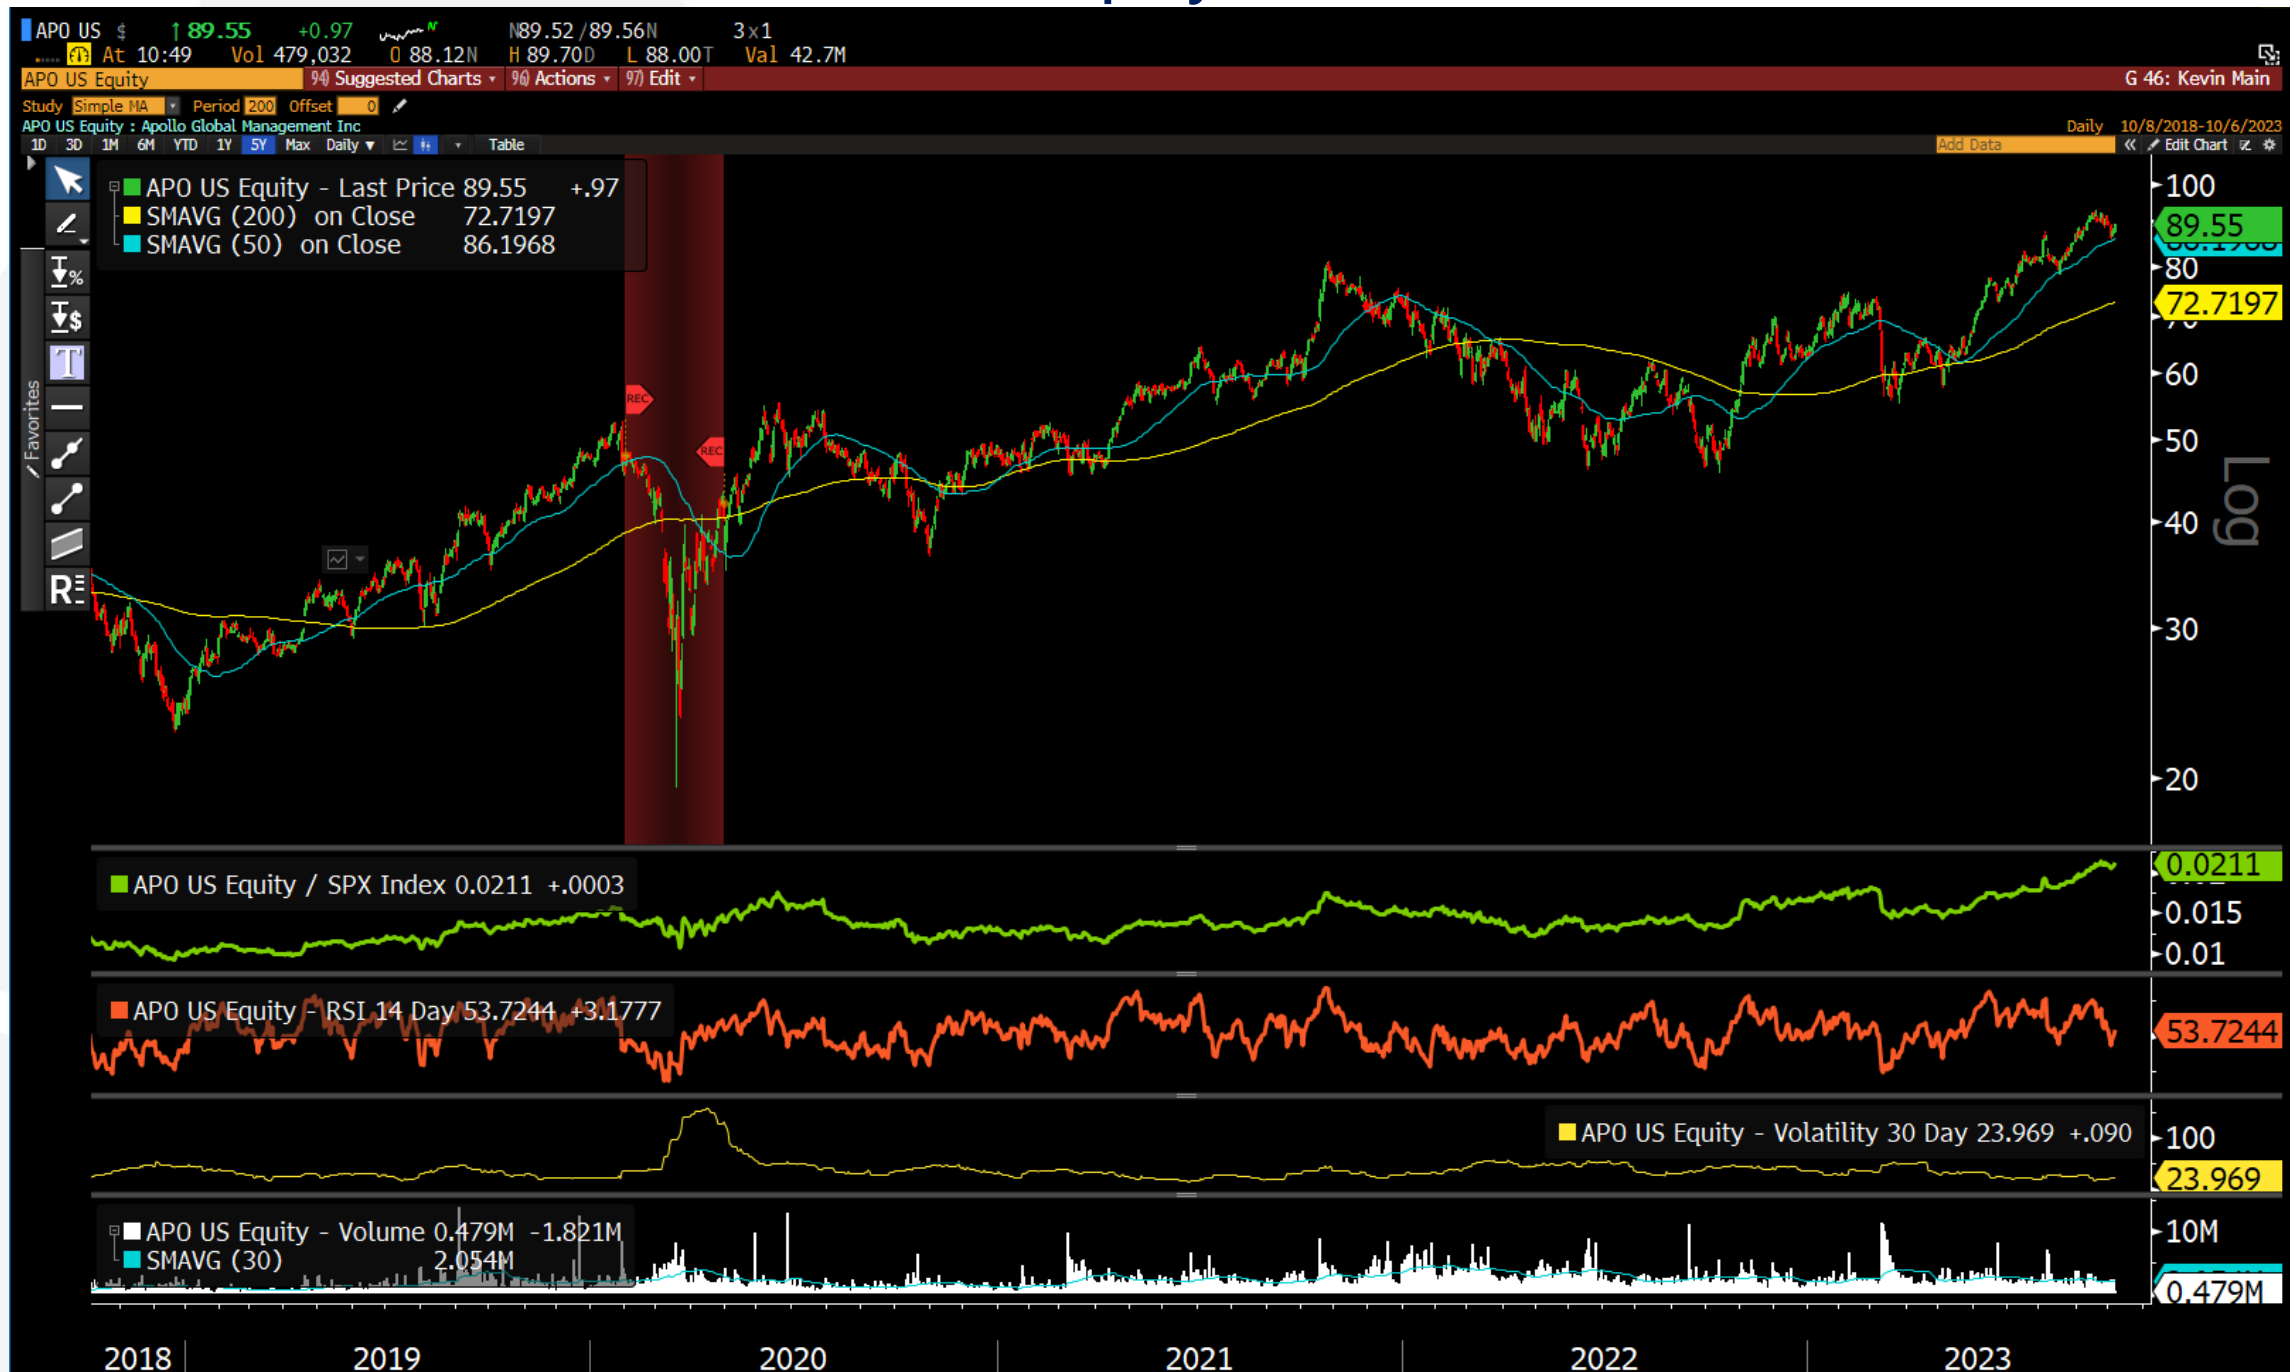 APO US $ ↑ 89.55 +0.97 N89.52 / 89.56N 3 x 1
At 10:49 Vol 479,032 O 88.12N H 89.70D L 88.00T Val 42.7M
APO US Equity 94) Suggested Charts 96) Actions 97) Edit G 46: Kevin Main
Study Simple MA Period 200 Offset 0
APO US Equity : Apollo Global Management Inc Daily 10/8/2018-10/6/2023
1D 3D 1M 6M YTD 1Y 5Y Max Daily ▼ Table Add Data « Edit Chart
APO US Equity - Last Price 89.55 +.97
SMAVG (200) on Close 72.7197
SMAVG (50) on Close 86.1968
Favorites
%
$
T
R
REC
REC
100
89.55
80
72.7197
60
50
40
30
20
Log
APO US Equity / SPX Index 0.0211 +.0003
0.0211
0.015
0.01
APO US Equity - RSI 14 Day 53.7244 +3.1777
53.7244
APO US Equity - Volatility 30 Day 23.969 +.090
100
23.969
APO US Equity - Volume 0.479M -1.821M
SMAVG (30) 2.054M
10M
0.479M
2018 2019 2020 2021 2022 2023